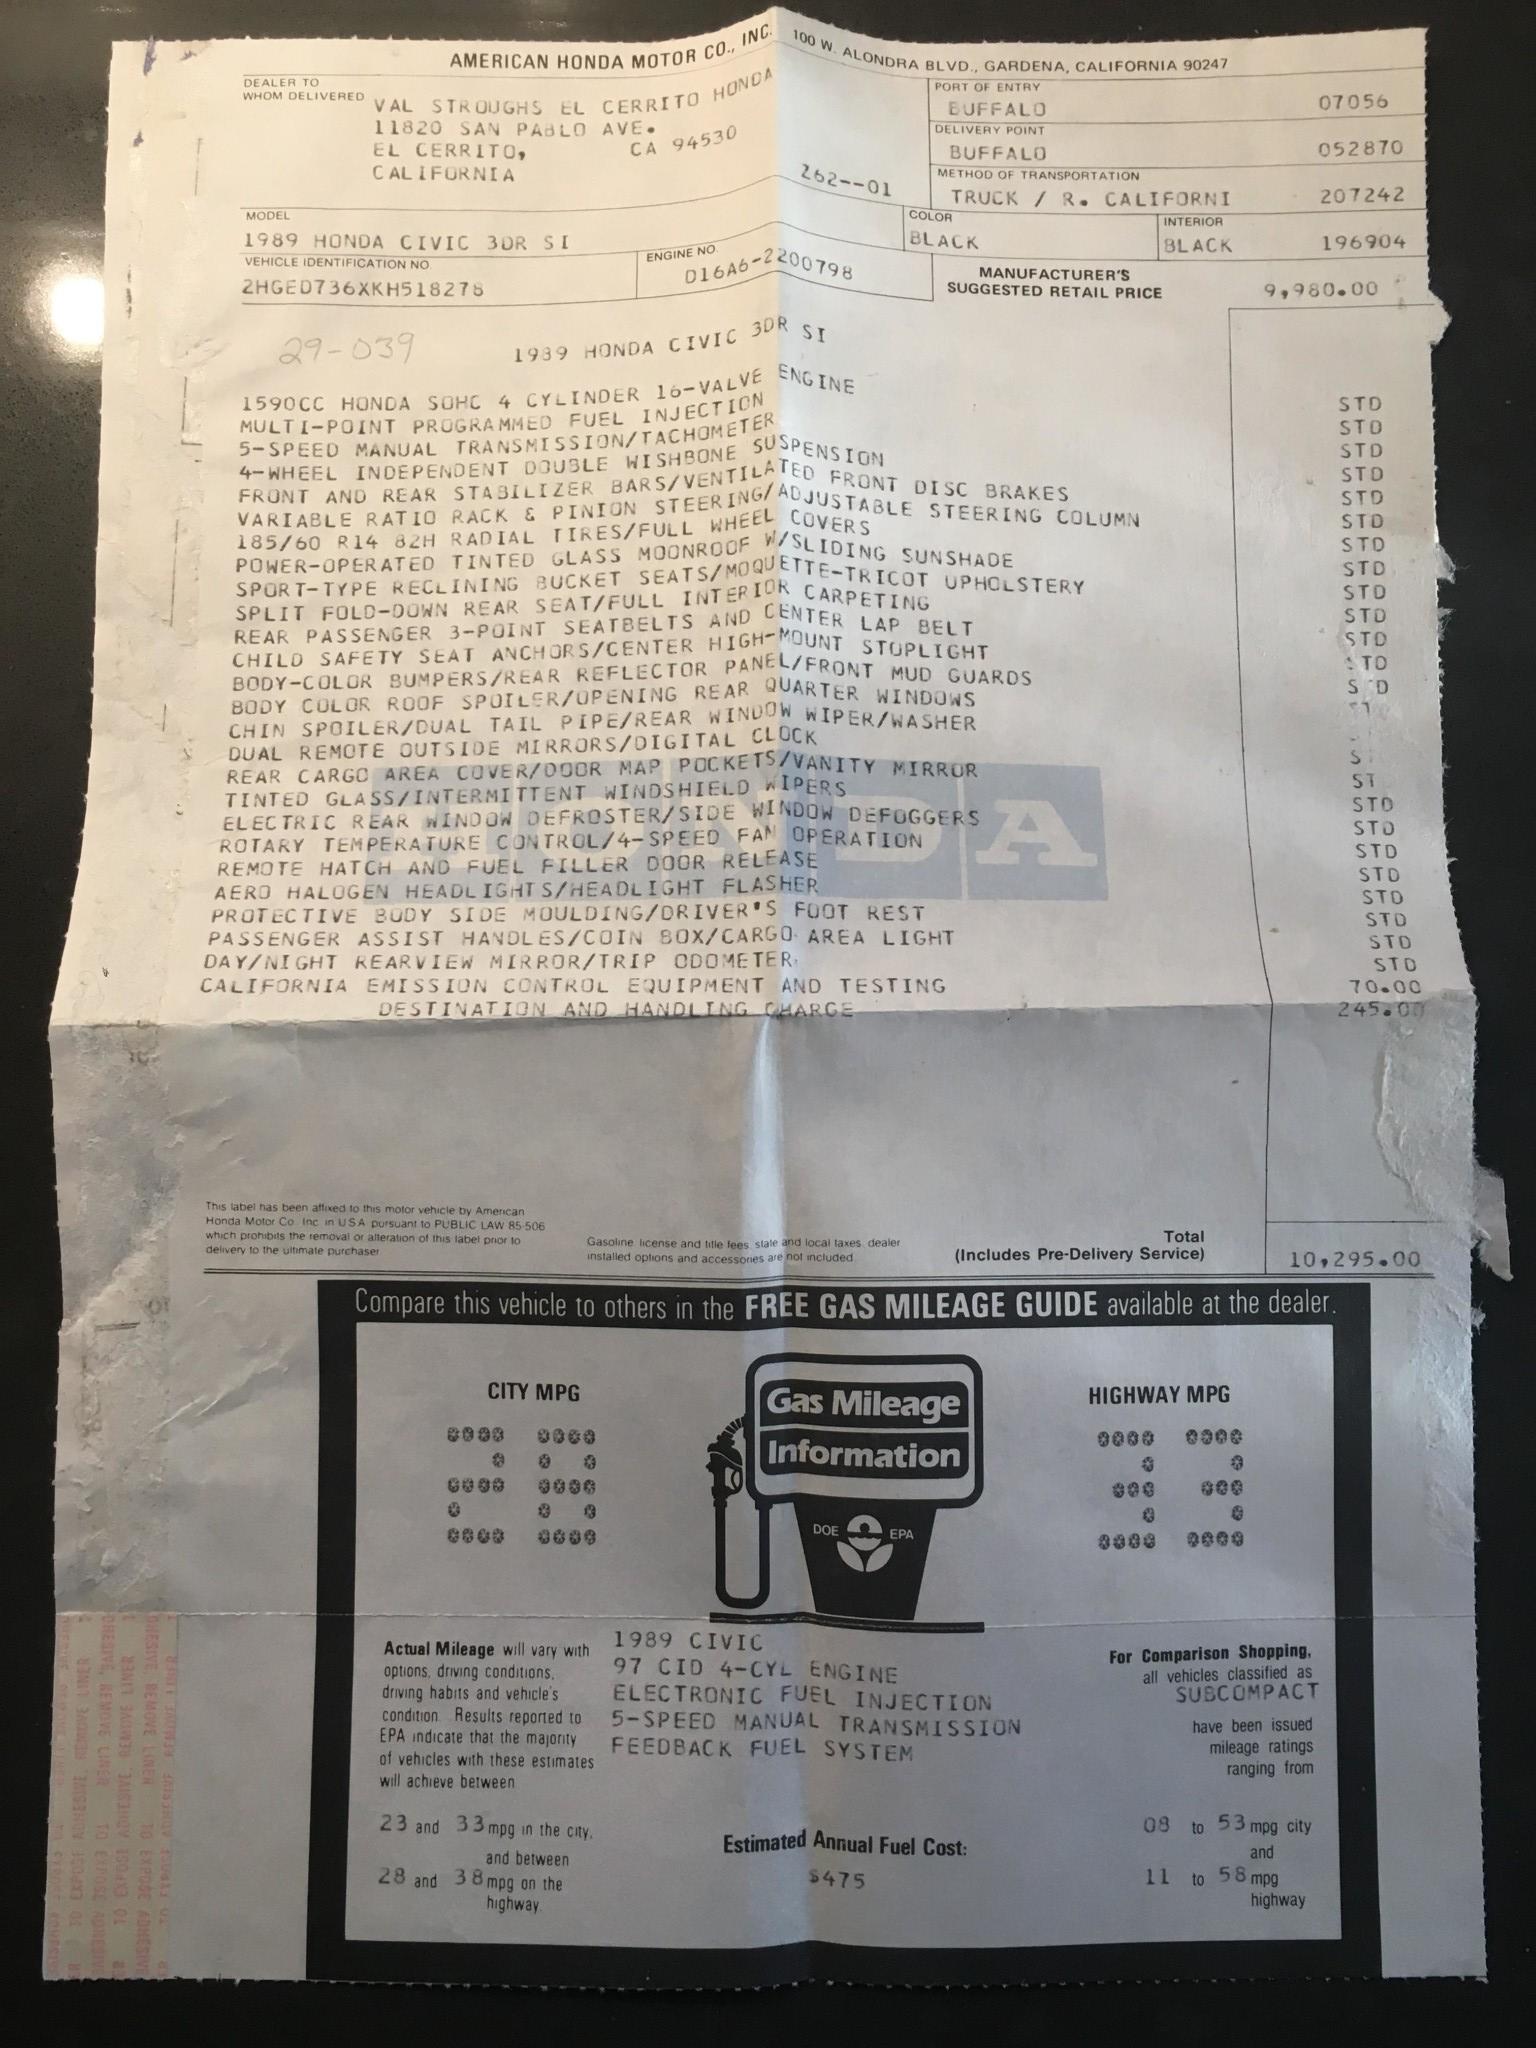 AMERICAN HONDA MOTOR CO., INC. 100 W. ALONDRA BLVD., GARDENA, CALIFORNIA 90247
DEALER TO
WHOM DELIVERED
VAL STROUGHS EL CERRITO HONDA
11820 SAN PABLO AVE.
EL CERRITO, CA 94530
CALIFORNIA
262--01
PORT OF ENTRY
BUFFALO 07056
DELIVERY POINT
BUFFALO 052870
METHOD OF TRANSPORTATION
TRUCK / R. CALIFORNI 207242
MODEL
1989 HONDA CIVIC 3DR SI
COLOR
BLACK
INTERIOR
BLACK 196904
VEHICLE IDENTIFICATION NO.
2HGED736XKH518278
ENGINE NO.
D16A6-2200798
MANUFACTURER'S
SUGGESTED RETAIL PRICE 9,980.00
29-039
1989 HONDA CIVIC 3DR SI
1590CC HONDA SOHC 4 CYLINDER 16-VALVE ENGINE STD
MULTI-POINT PROGRAMMED FUEL INJECTION STD
5-SPEED MANUAL TRANSMISSION/TACHOMETER STD
4-WHEEL INDEPENDENT DOUBLE WISHBONE SUSPENSION STD
FRONT AND REAR STABILIZER BARS/VENTILATED FRONT DISC BRAKES STD
VARIABLE RATIO RACK & PINION STEERING/ADJUSTABLE STEERING COLUMN STD
185/60 R14 82H RADIAL TIRES/FULL WHEEL COVERS STD
POWER-OPERATED TINTED GLASS MOONROOF W/SLIDING SUNSHADE STD
SPORT-TYPE RECLINING BUCKET SEATS/MOQUETTE-TRICOT UPHOLSTERY STD
SPLIT FOLD-DOWN REAR SEAT/FULL INTERIOR CARPETING STD
REAR PASSENGER 3-POINT SEATBELTS AND CENTER LAP BELT STD
CHILD SAFETY SEAT ANCHORS/CENTER HIGH-MOUNT STOPLIGHT TD
BODY-COLOR BUMPERS/REAR REFLECTOR PANEL/FRONT MUD GUARDS S D
BODY COLOR ROOF SPOILER/OPENING REAR QUARTER WINDOWS
CHIN SPOILER/DUAL TAIL PIPE/REAR WINDOW WIPER/WASHER
DUAL REMOTE OUTSIDE MIRRORS/DIGITAL CLOCK S
REAR CARGO AREA COVER/DOOR MAP POCKETS/VANITY MIRROR ST
TINTED GLASS/INTERMITTENT WINDSHIELD WIPERS STD
ELECTRIC REAR WINDOW DEFROSTER/SIDE WINDOW DEFOGGERS STD
ROTARY TEMPERATURE CONTROL/4-SPEED FAN OPERATION STD
REMOTE HATCH AND FUEL FILLER DOOR RELEASE STD
AERO HALOGEN HEADLIGHTS/HEADLIGHT FLASHER STD
PROTECTIVE BODY SIDE MOULDING/DRIVER'S FOOT REST STD
PASSENGER ASSIST HANDLES/COIN BOX/CARGO AREA LIGHT STD
DAY/NIGHT REARVIEW MIRROR/TRIP ODOMETER STD
CALIFORNIA EMISSION CONTROL EQUIPMENT AND TESTING 70.00
DESTINATION AND HANDLING CHARGE 245.00
HONDA
This label has been affixed to this motor vehicle by American
Honda Motor Co. Inc. in U.S.A. pursuant to PUBLIC LAW 85-506
which prohibits the removal or alteration of this label prior to
delivery to the ultimate purchaser.
Gasoline, license and title fees, state and local taxes, dealer
installed options and accessories are not included.
Total
(Includes Pre-Delivery Service) 10,295.00
Compare this vehicle to others in the FREE GAS MILEAGE GUIDE available at the dealer.
CITY MPG
28
Gas Mileage
Information
DOE EPA
HIGHWAY MPG
33
Actual Mileage will vary with
options, driving conditions,
driving habits and vehicle's
condition. Results reported to
EPA indicate that the majority
of vehicles with these estimates
will achieve between
23 and 33 mpg in the city,
and between
28 and 38 mpg on the
highway.
1989 CIVIC
97 CID 4-CYL ENGINE
ELECTRONIC FUEL INJECTION
5-SPEED MANUAL TRANSMISSION
FEEDBACK FUEL SYSTEM
Estimated Annual Fuel Cost:
$475
For Comparison Shopping,
all vehicles classified as
SUBCOMPACT
have been issued
mileage ratings
ranging from
08 to 53 mpg city
and
11 to 58 mpg
highway
TO EXPOSE ADHESIVE, REMOVE LINER